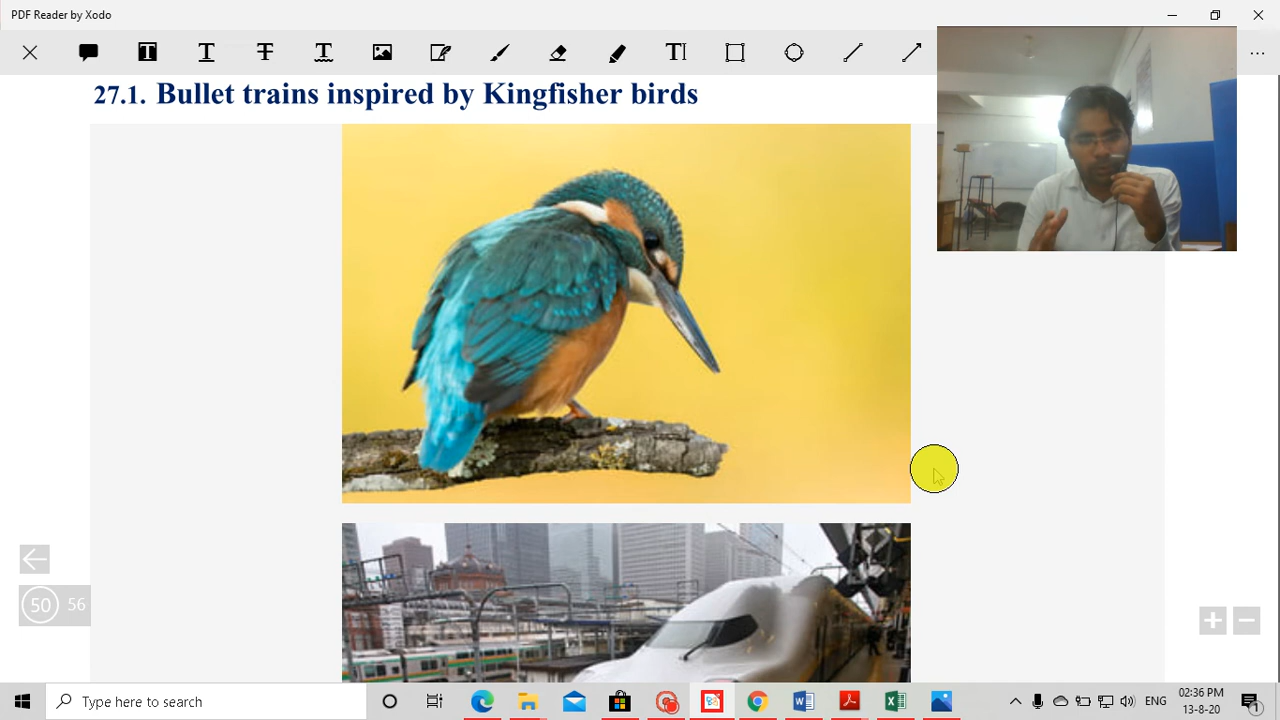 PDF Reader by Xodo
27.1. Bullet trains inspired by Kingfisher birds
50 56
Type here to search
ENG
02:36 PM
13-8-20
1